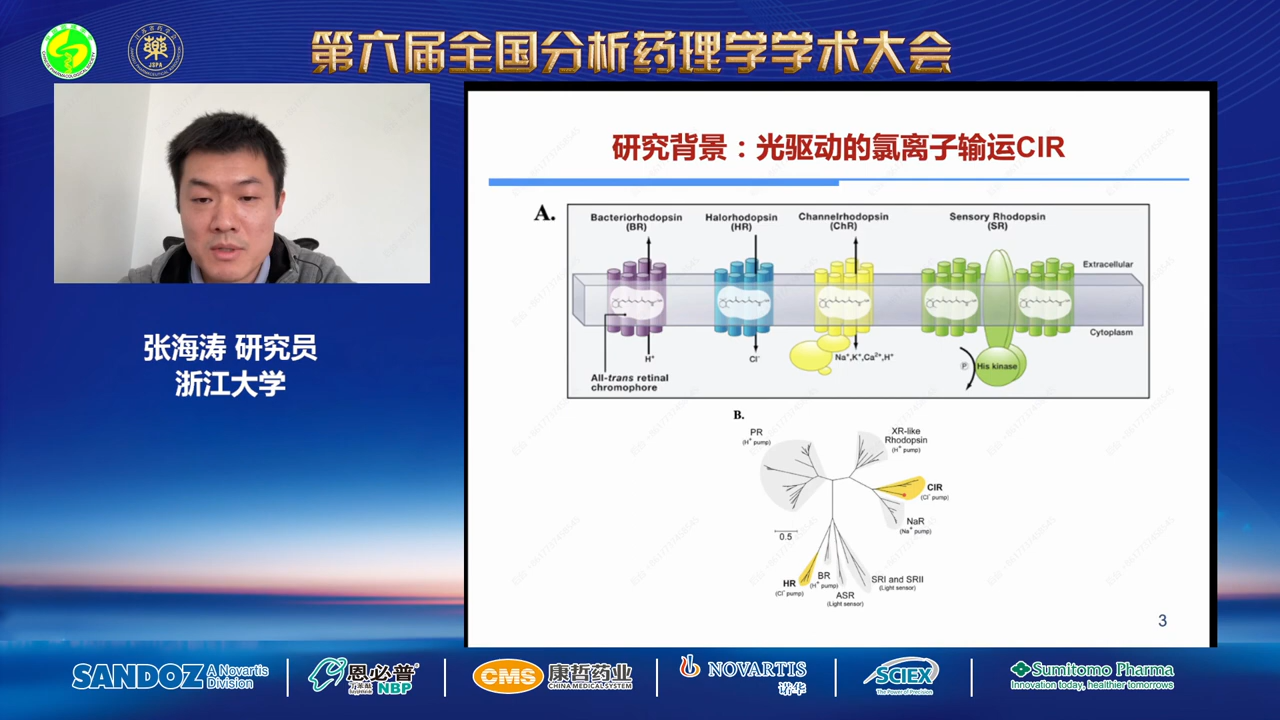 第六届全国分析药理学学术大会
JSPA
张海涛 研究员
浙江大学
研究背景：光驱动的氯离子输运ClR
A.
Bacteriorhodopsin
(BR)
Halorhodopsin
(HR)
Channelrhodopsin
(ChR)
Sensory Rhodopsin
(SR)
Extracellular
Cytoplasm
H⁺
Cl⁻
Na⁺,K⁺,Ca²⁺,H⁺
P
His kinase
All-trans retinal
chromophore
B.
PR
(H⁺ pump)
XR-like
Rhodopsin
(H⁺ pump)
ClR
(Cl⁻ pump)
NaR
(Na⁺ pump)
0.5
HR
(Cl⁻ pump)
BR
(H⁺ pump)
ASR
(Light sensor)
SRI and SRII
(Light sensor)
3
SANDOZ A Novartis
Division
恩必普
NBP
CMS 康哲药业
CHINA MEDICAL SYSTEM
NOVARTIS
诺华
SCIEX
The Power of Precision
Sumitomo Pharma
Innovation today, healthier tomorrows